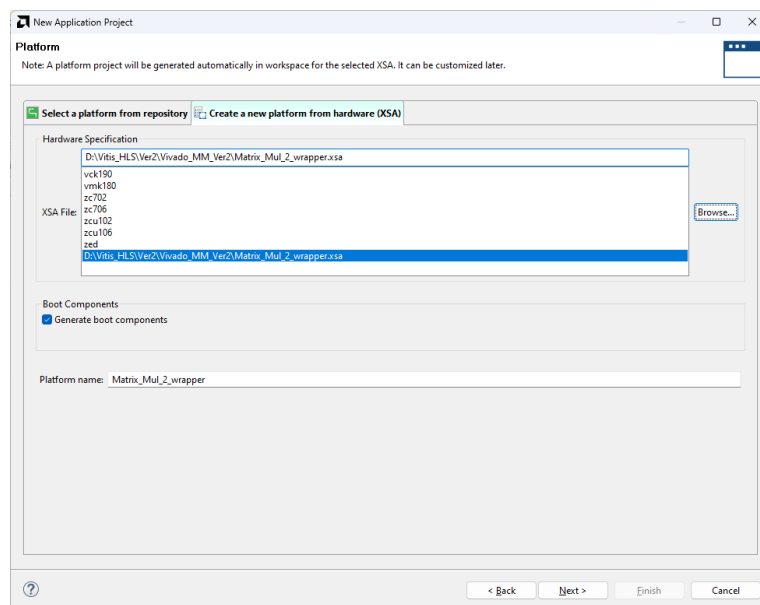 New Application Project
Platform
Note: A platform project will be generated automatically in workspace for the selected XSA. It can be customized later.
Select a platform from repository
Create a new platform from hardware (XSA)
Hardware Specification
D:\Vitis_HLS\Ver2\Vivado_MM_Ver2\Matrix_Mul_2_wrapper.xsa
vck190
vmk180
zc702
XSA File:
zc706
Browse...
zcu102
zcu106
zed
D:\Vitis_HLS\Ver2\Vivado_MM_Ver2\Matrix_Mul_2_wrapper.xsa
Boot Components
Generate boot components
Platform name: Matrix_Mul_2_wrapper
?
< Back
Next >
Finish
Cancel